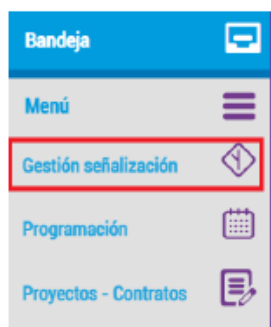 Bandeja
Menú
Gestión señalización
Programación
Proyectos - Contratos